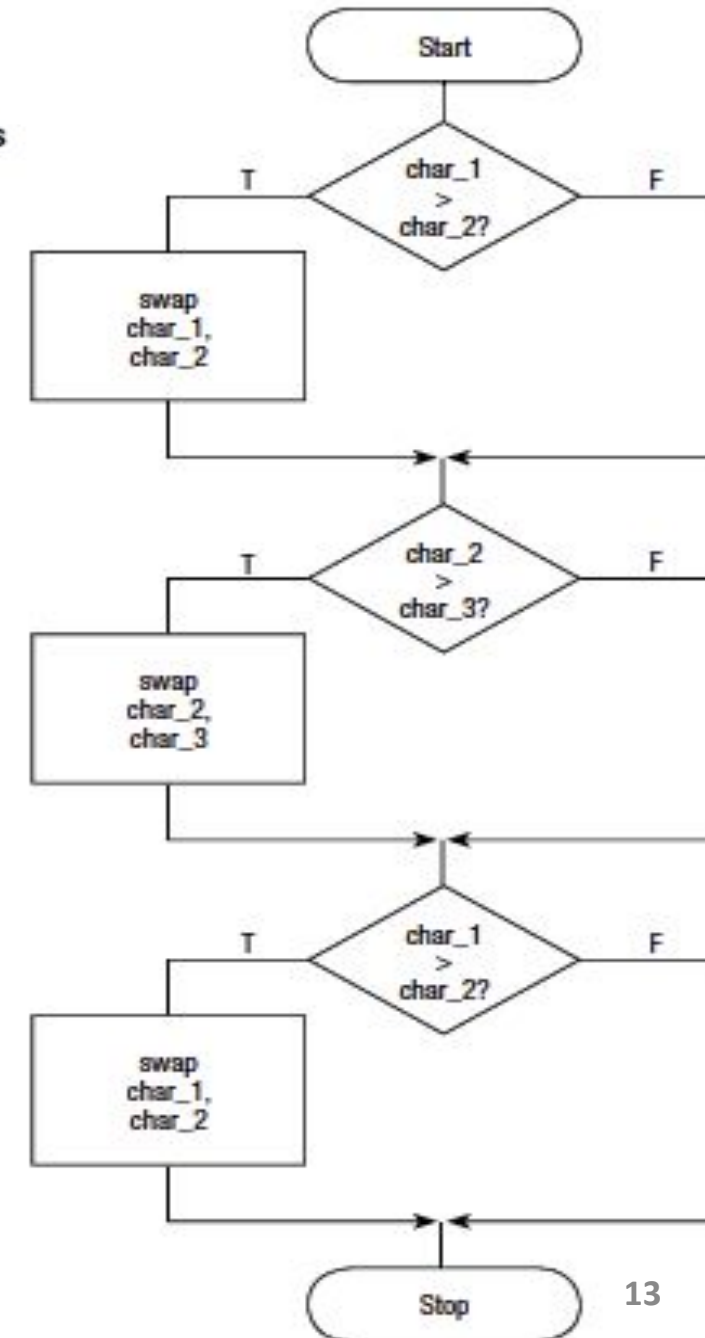 Start
s
char_1
>
char_2?
T
F
swap
char_1,
char_2
char_2
>
char_3?
T
F
swap
char_2,
char_3
char_1
>
char_2?
T
F
swap
char_1,
char_2
Stop
13